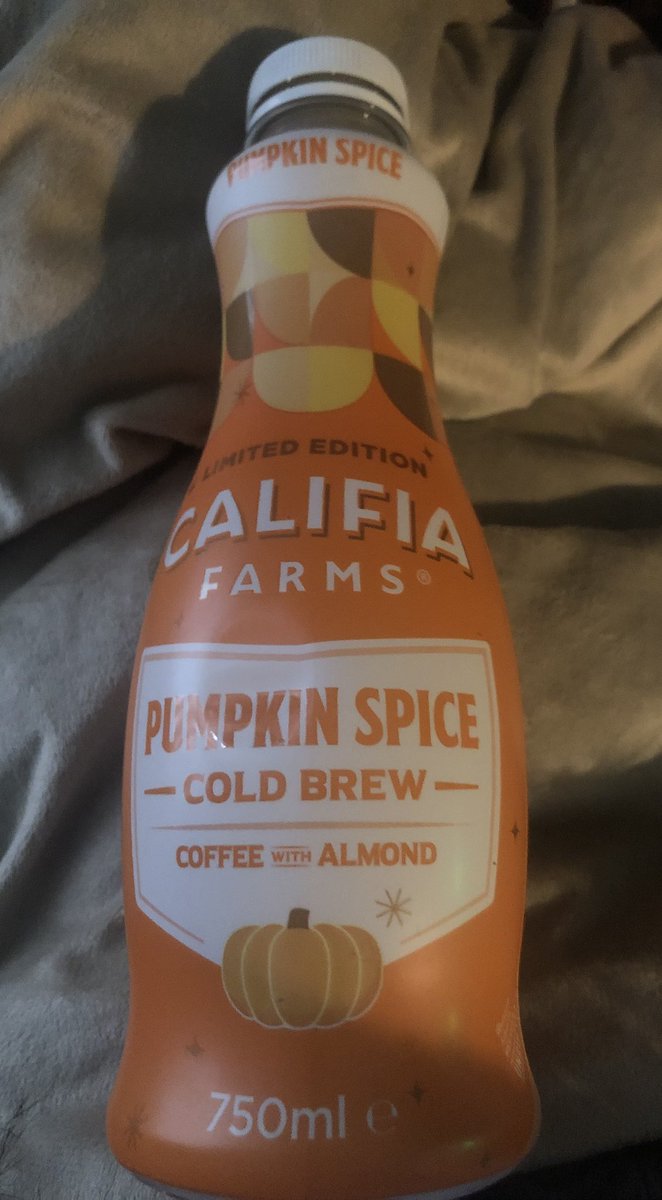 PUMPKIN SPICE
LIMITED EDITION
CALIFIA
FARMS®
PUMPKIN SPICE
COLD BREW
COFFEE WITH ALMOND
750ml ℮